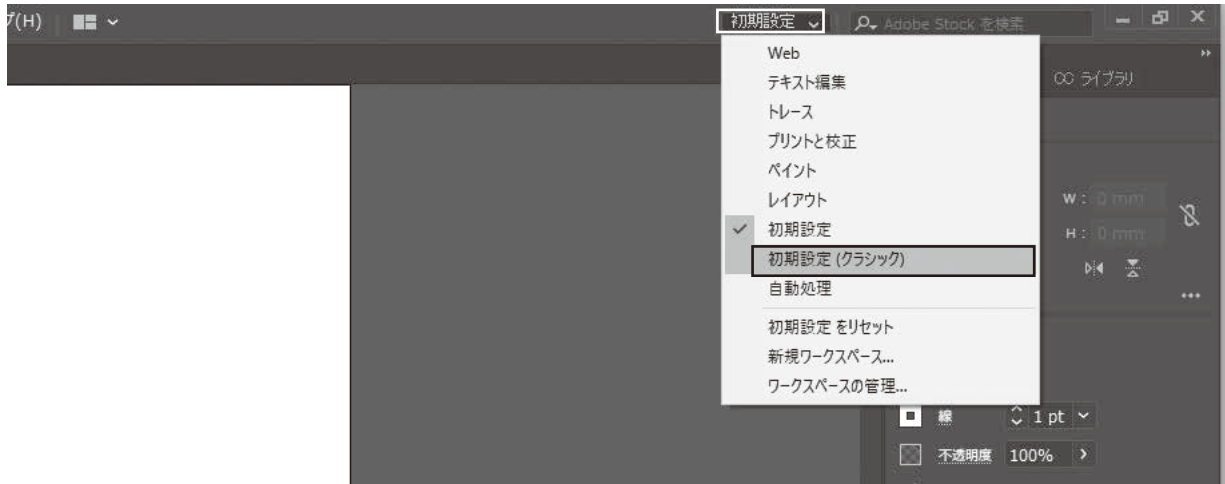 プ(H)
初期設定
Adobe Stock を検索
Web
テキスト編集
トレース
プリントと校正
ペイント
レイアウト
初期設定
初期設定 (クラシック)
自動処理
初期設定 をリセット
新規ワークスペース...
ワークスペースの管理...
CC ライブラリ
W : 0 mm
H : 0 mm
線 1 pt
不透明度 100%